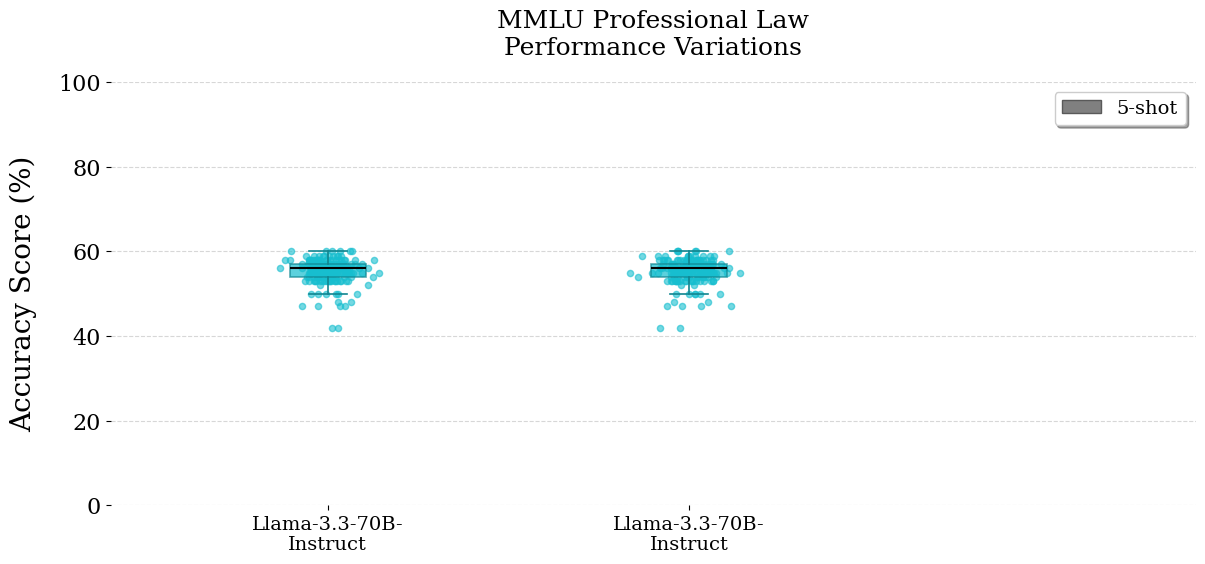 MMLU Professional Law
Performance Variations
Accuracy Score (%)
100
80
60
40
20
0
5-shot
Llama-3.3-70B-
Instruct
Llama-3.3-70B-
Instruct